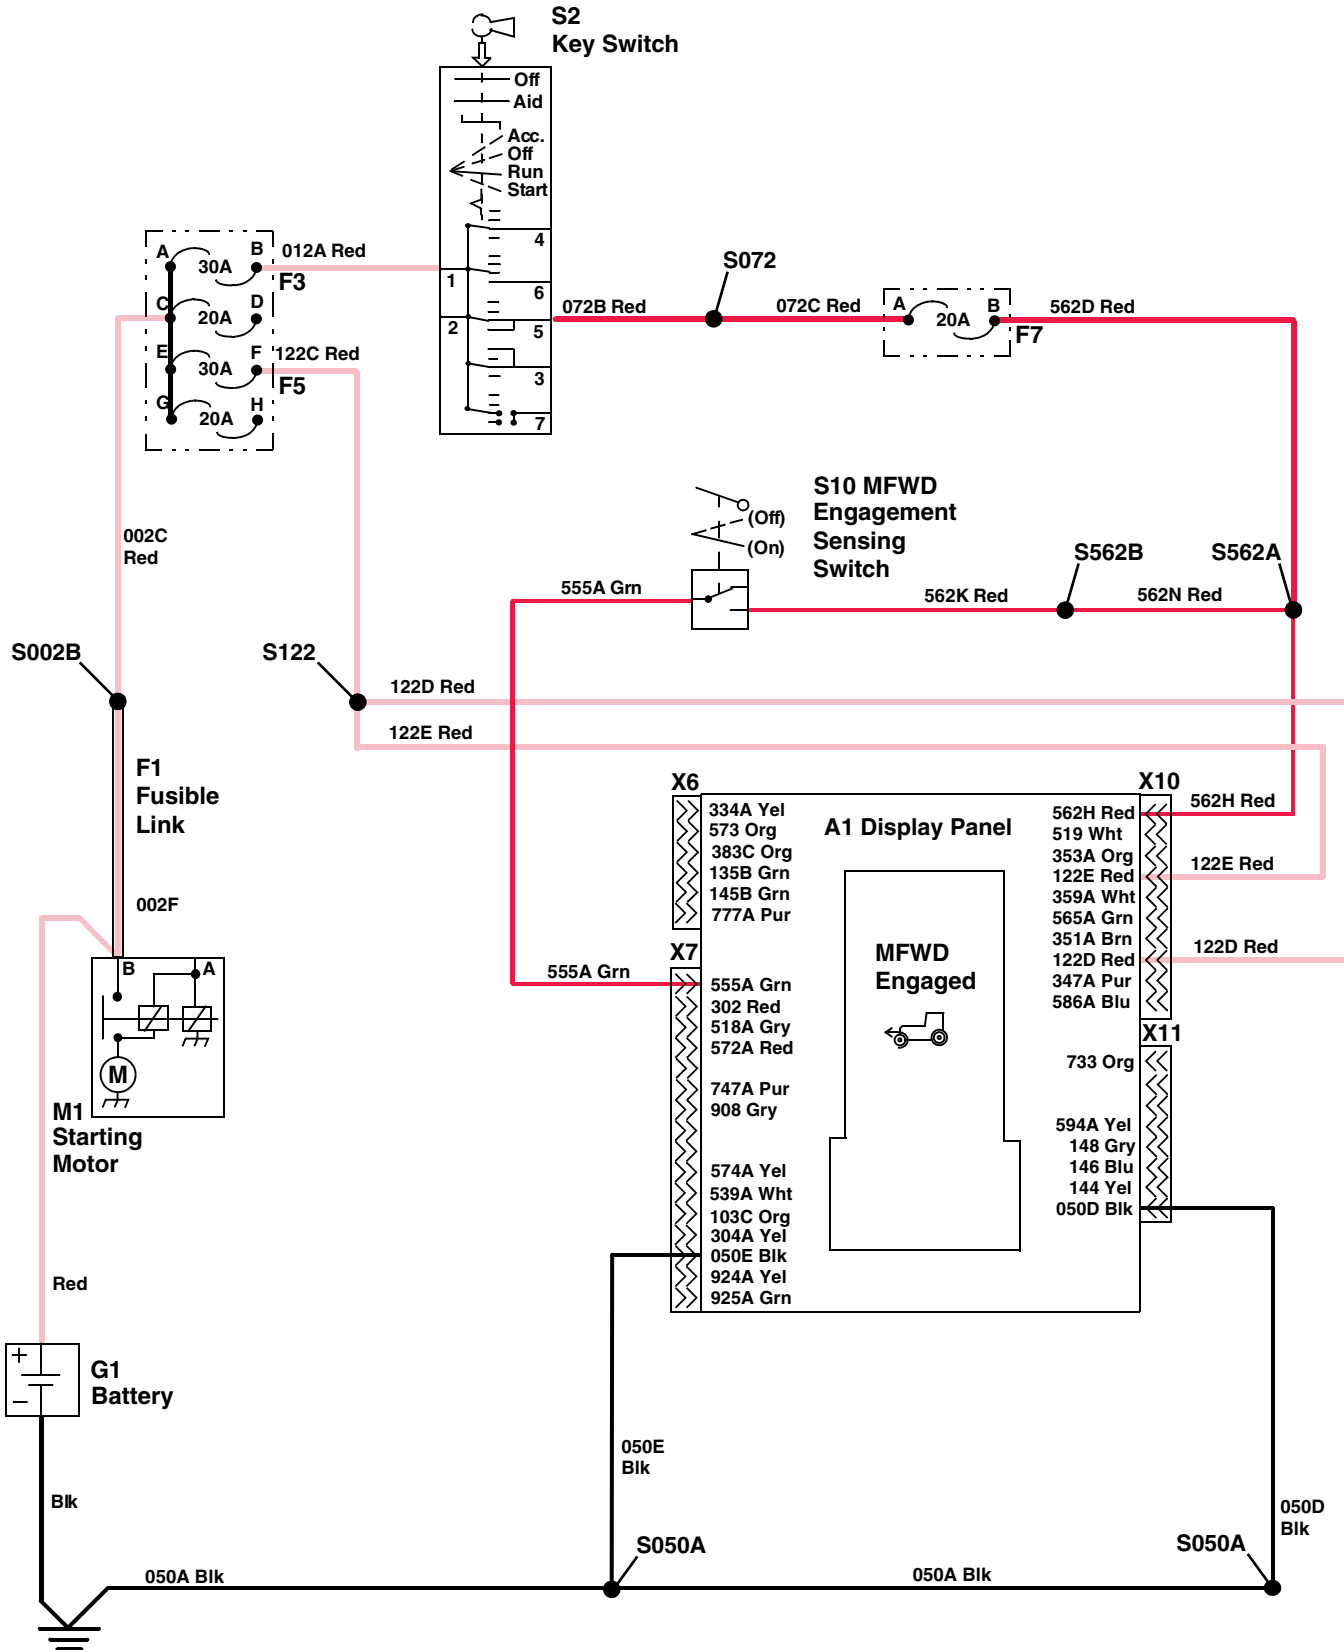 S2
Key Switch
Off
Aid
Acc.
Off
Run
Start
4
1
6
2
5
3
7
A
B
30A
012A Red
F3
C
D
20A
E
F
30A
122C Red
F5
G
H
20A
S072
072B Red
072C Red
A
B
20A
562D Red
F7
S10 MFWD
Engagement
Sensing
Switch
(Off)
(On)
002C
Red
S562B
S562A
555A Grn
562K Red
562N Red
S002B
S122
122D Red
122E Red
F1
Fusible
Link
002F
X6
334A Yel
573 Org
383C Org
135B Grn
145B Grn
777A Pur
A1 Display Panel
MFWD
Engaged
X10
562H Red
519 Wht
353A Org
122E Red
359A Wht
565A Grn
351A Brn
122D Red
347A Pur
586A Blu
562H Red
122E Red
122D Red
X7
555A Grn
555A Grn
302 Red
518A Gry
572A Red
747A Pur
908 Gry
574A Yel
539A Wht
103C Org
304A Yel
050E Blk
924A Yel
925A Grn
X11
733 Org
594A Yel
148 Gry
146 Blu
144 Yel
050D Blk
B
A
M
M1
Starting
Motor
Red
+
−
G1
Battery
Blk
050E
Blk
050D
Blk
S050A
S050A
050A Blk
050A Blk